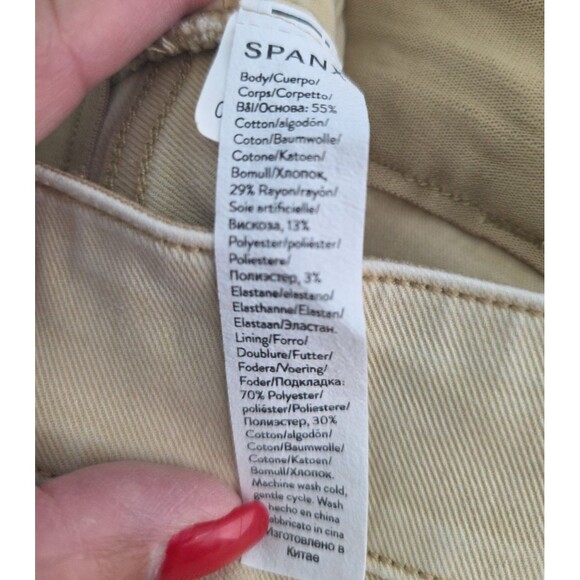 SPANX
Body/Cuerpo/
Corps/Corpetto/
Bål/Основа: 55%
Cotton/algodón/
Coton/Baumwolle/
Cotone/Katoen/
Bomull/Хлопок,
29% Rayon/rayón/
Soie artificielle/
Вискоза, 13%
Polyester/poliéster/
Poliestere/
Полиэстер, 3%
Elastane/elastano/
Elasthanne/Elastan/
Elastaan/Эластан.
Lining/Forro/
Doublure/Futter/
Fodera/Voering/
Foder/Подкладка:
70% Polyester/
poliéster/Poliestere/
Полиэстер, 30%
Cotton/algodón/
Coton/Baumwolle/
Cotone/Katoen/
Bomull/Хлопок.
Machine wash cold,
gentle cycle. Wash
hecho en china
fabbricato in cina
Изготовлено в
Китае